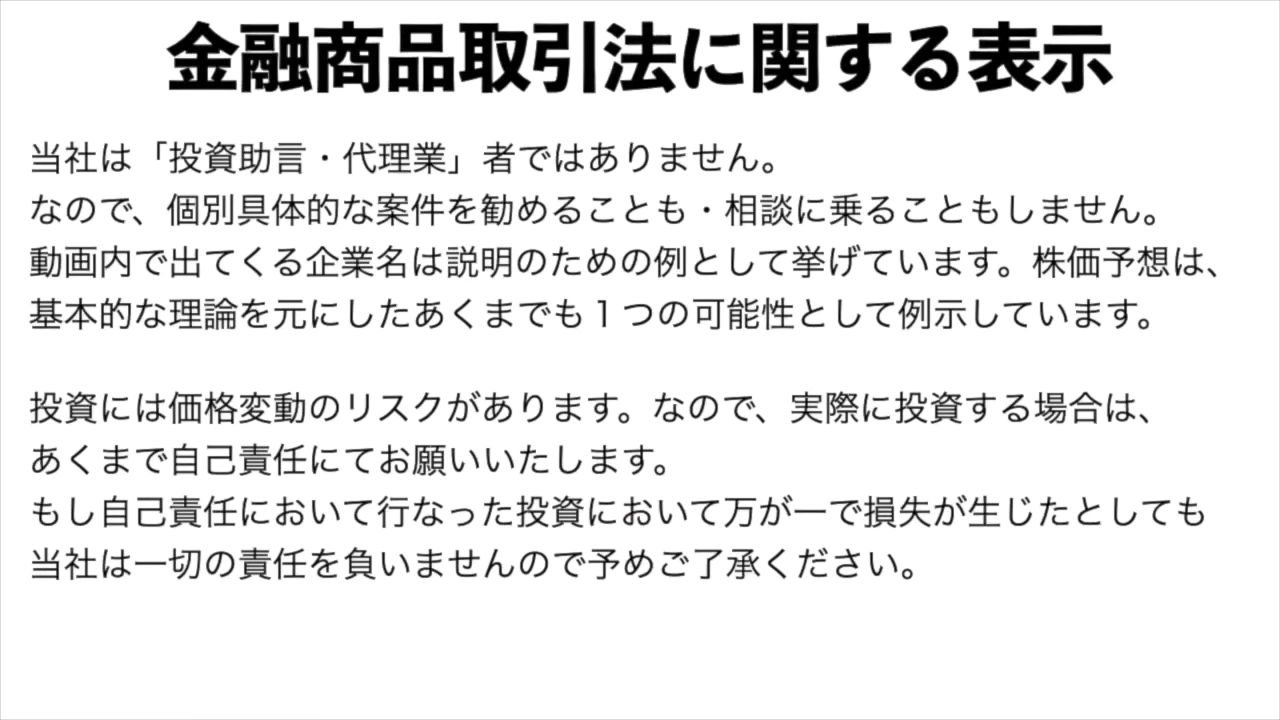 金融商品取引法に関する表示
当社は「投資助言・代理業」者ではありません。
なので、個別具体的な案件を勧めることも・相談に乗ることもしません。
動画内で出てくる企業名は説明のための例として挙げています。株価予想は、
基本的な理論を元にしたあくまでも１つの可能性として例示しています。
投資には価格変動のリスクがあります。なので、実際に投資する場合は、
あくまで自己責任にてお願いいたします。
もし自己責任において行なった投資において万が一で損失が生じたとしても
当社は一切の責任を負いませんので予めご了承ください。